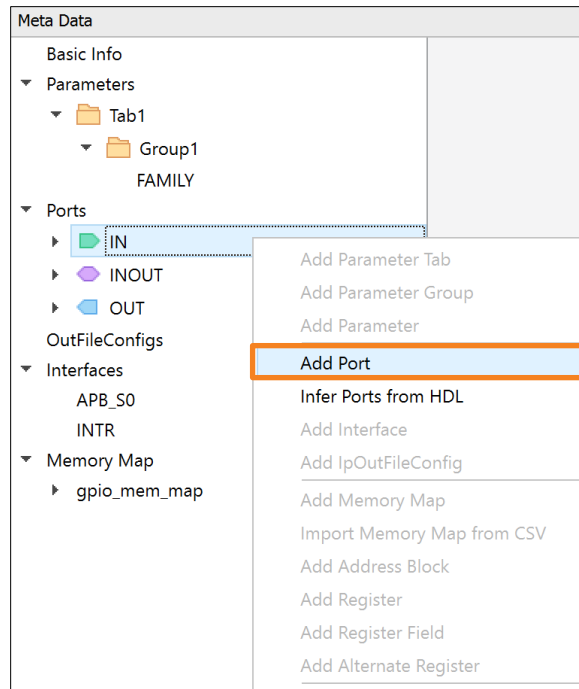 Meta Data
Basic Info
Parameters
Tab1
Group1
FAMILY
Ports
IN
INOUT
OUT
OutFileConfigs
Interfaces
APB_S0
INTR
Memory Map
gpio_mem_map
Add Parameter Tab
Add Parameter Group
Add Parameter
Add Port
Infer Ports from HDL
Add Interface
Add IpOutFileConfig
Add Memory Map
Import Memory Map from CSV
Add Address Block
Add Register
Add Register Field
Add Alternate Register